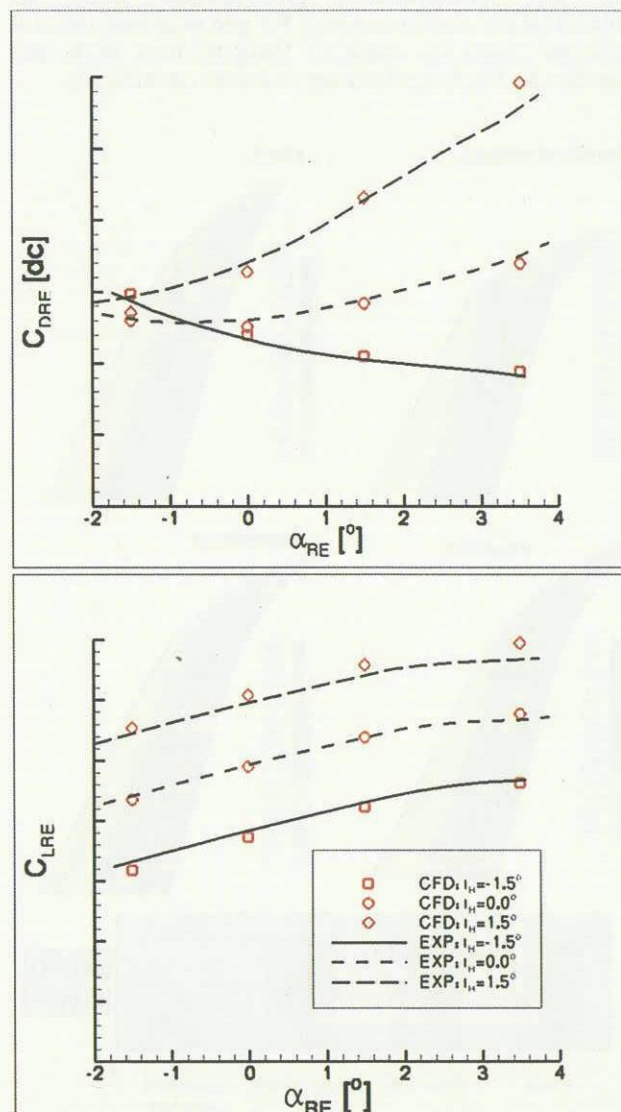 C_DRE [dc]
-2 -1 0 1 2 3 4
α_RE [°]
C_LRE
CFD: I_H=-1.5°
CFD: I_H=0.0°
CFD: I_H=1.5°
EXP: I_H=-1.5°
EXP: I_H=0.0°
EXP: I_H=1.5°
-2 -1 0 1 2 3 4
α_RE [°]